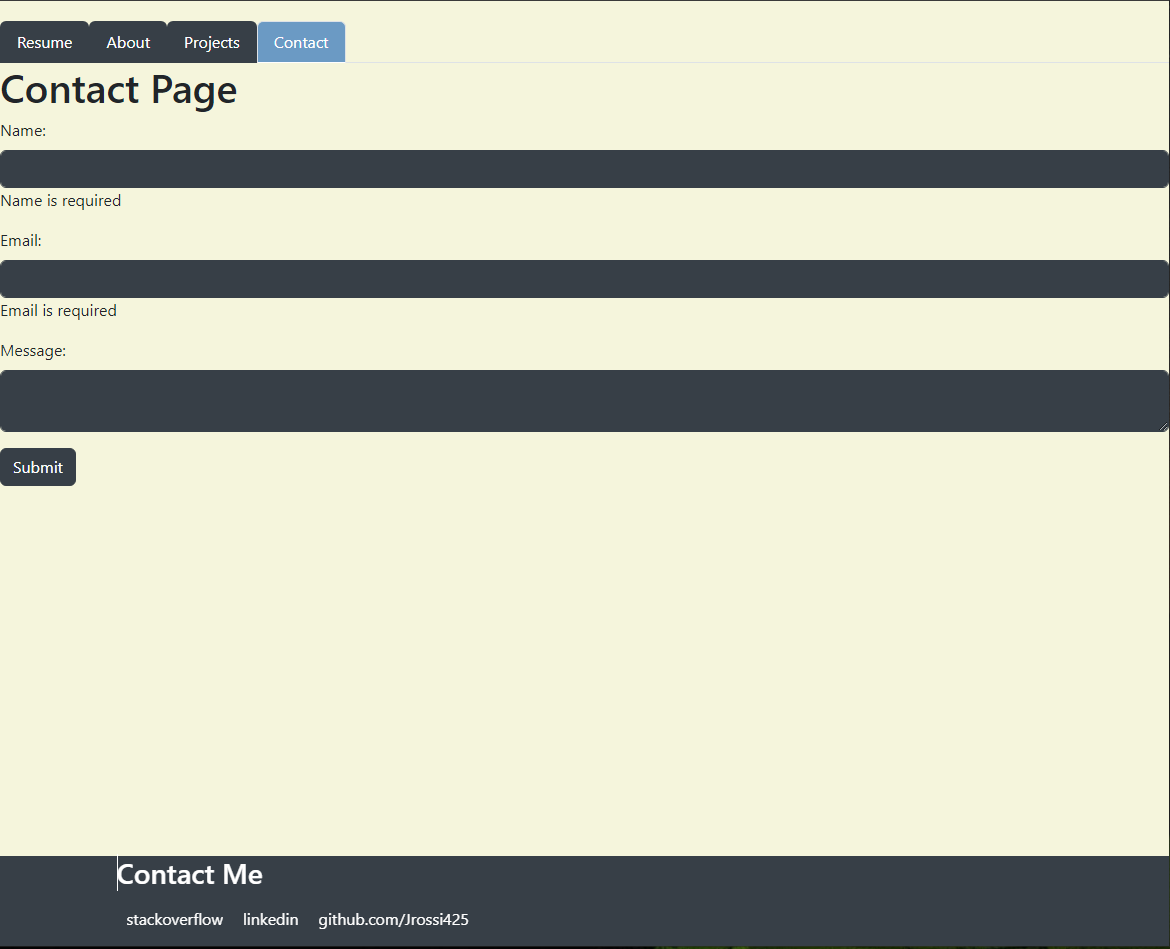 Resume About Projects Contact
Contact Page
Name:
Name is required
Email:
Email is required
Message:
Submit
Contact Me
stackoverflow linkedin github.com/Jrossi425